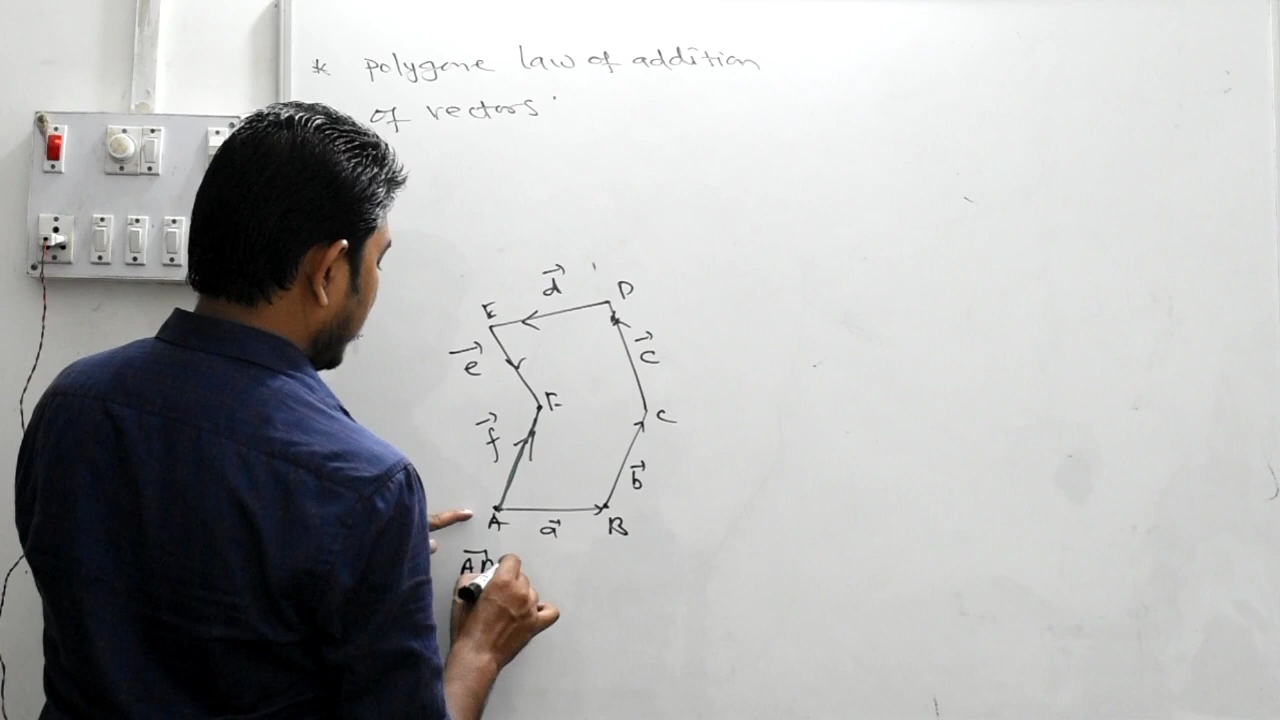 * polygone law of addition
of vectors
d⃗
E
D
e⃗
c⃗
F
f⃗
C
b⃗
A
a⃗
B